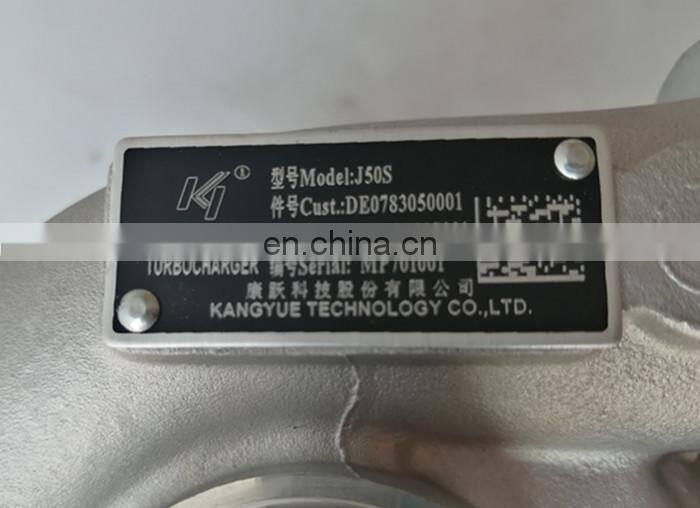 KJ ®
型号Model:J50S
件号Cust.:DE0783050001
en.china.cn
TURBOCHARGER 编号Serial: MP701001
康跃科技股份有限公司
KANGYUE TECHNOLOGY CO.,LTD.